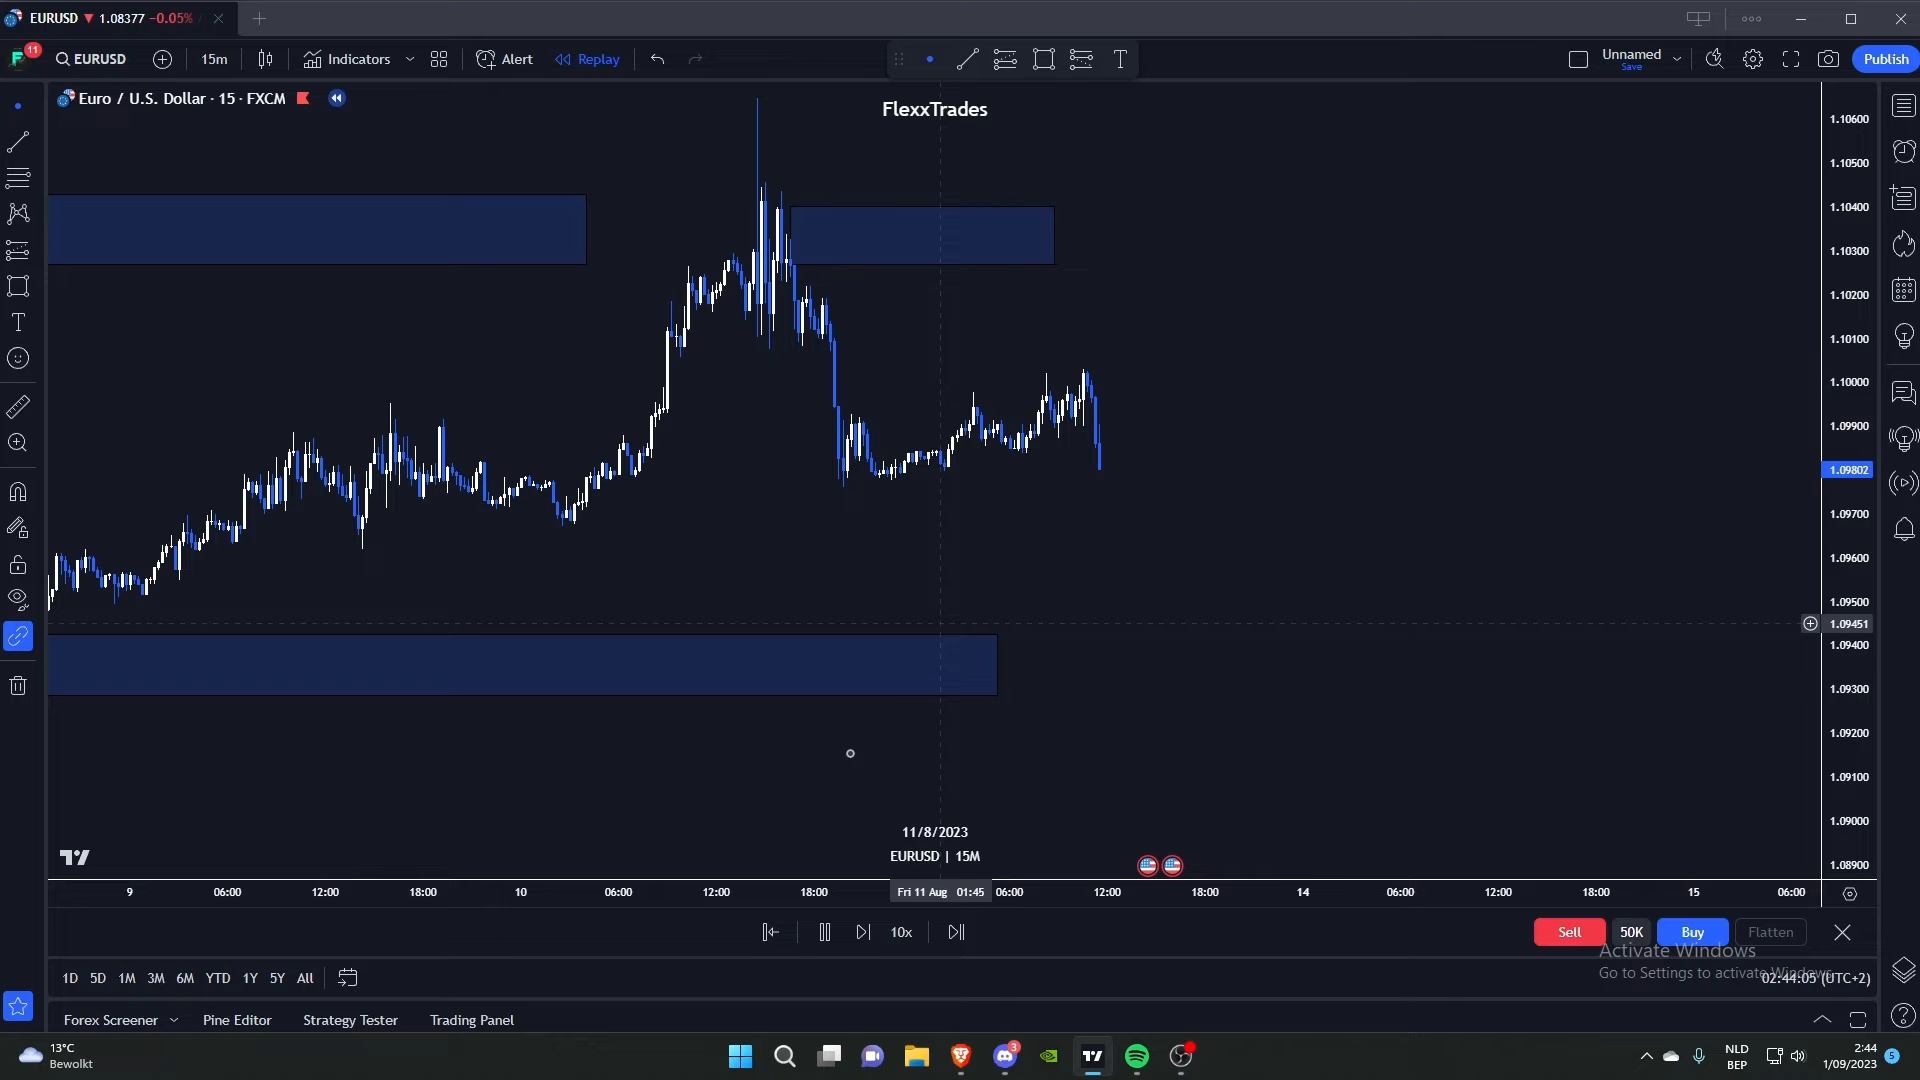 EURUSD ▼ 1.08377 −0.05% /
11 EURUSD 15m Indicators Alert Replay T Unnamed Save Publish
Euro / U.S. Dollar · 15 · FXCM
FlexxTrades
1.10600
1.10500
1.10400
1.10300
1.10200
1.10100
1.10000
1.09900
1.09802
1.09700
1.09600
1.09500
1.09451
1.09400
1.09300
1.09200
1.09100
1.09000
1.08900
11/8/2023
EURUSD | 15M
9 06:00 12:00 18:00 10 06:00 12:00 18:00 Fri 11 Aug 01:45 06:00 12:00 18:00 14 06:00 12:00 18:00 15 06:00
10x Sell 50K Buy Flatten
Activate Windows
Go to Settings to activate Windows.
1D 5D 1M 3M 6M YTD 1Y 5Y All 02:44:05 (UTC+2)
Forex Screener Pine Editor Strategy Tester Trading Panel
13°C
Bewolkt
3
NLD
BEP
2:44
1/09/2023
5